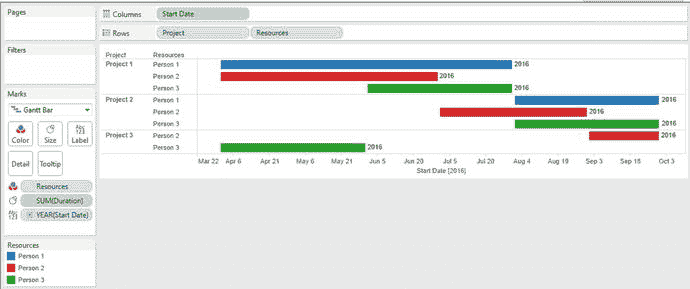 Pages
Columns
Start Date
Rows
Project
Resources
Filters
Project
Resources
Project 1
Person 1
2016
Person 2
2016
Person 3
2016
Marks
Gantt Bar
Project 2
Person 1
2016
Person 2
2016
Person 3
2016
Color
Size
Abc
123
Label
Project 3
Person 2
2016
Person 3
2016
Detail
Tooltip
Mar 22 Apr 6 Apr 21 May 6 May 21 Jun 5 Jun 20 Jul 5 Jul 20 Aug 4 Aug 19 Sep 3 Sep 18 Oct 3
Start Date [2016]
Resources
SUM(Duration)
Abc
123
YEAR(Start Date)
Resources
Person 1
Person 2
Person 3